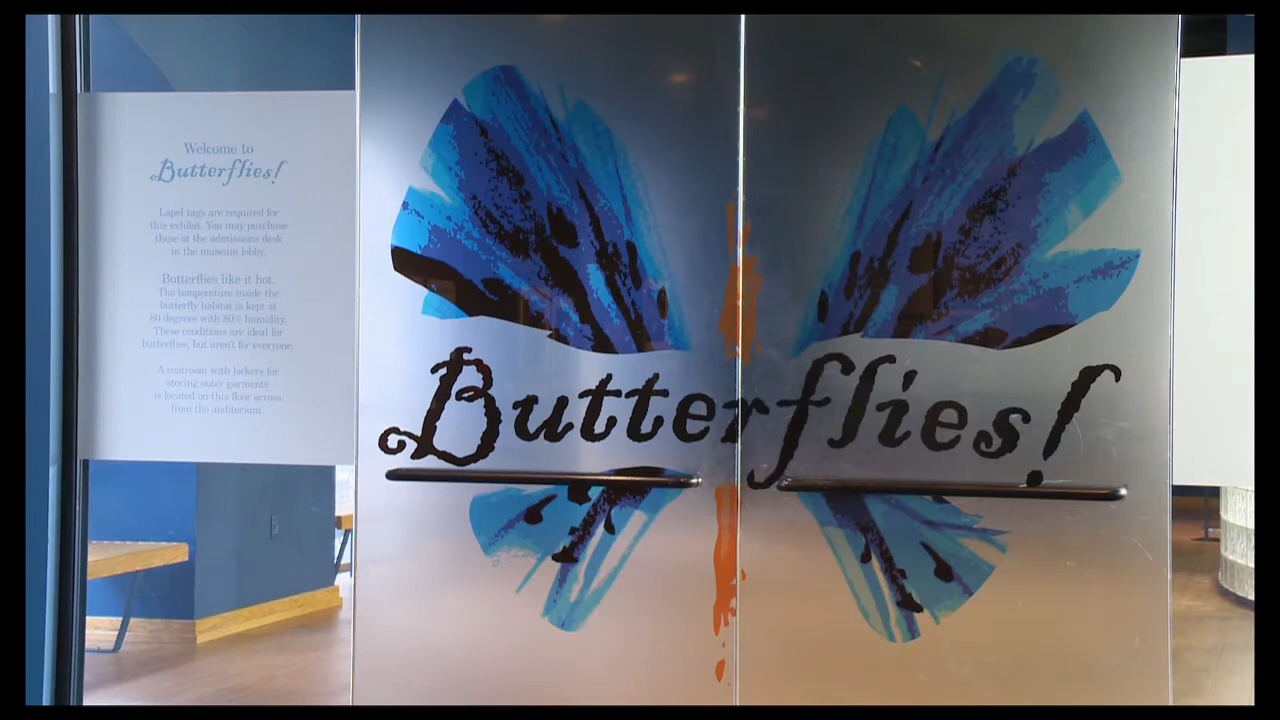 Welcome to
Butterflies!
Lapel tags are required for
this exhibit. You may purchase
these at the admissions desk
in the museum lobby.
Butterflies like it hot.
The temperature inside the
butterfly habitat is kept at
80 degrees with 80% humidity.
These conditions are ideal for
butterflies, but aren't for everyone.
A coatroom with lockers for
storing outer garments
is located on this floor across
from the auditorium.
Butterflies!